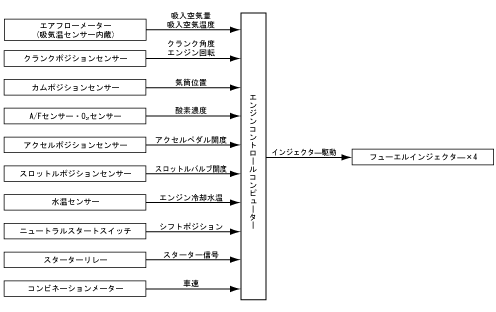 エアフローメーター
(吸気温センサー内蔵)
吸入空気量
吸入空気温度
クランクポジションセンサー
クランク角度
エンジン回転
カムポジションセンサー
気筒位置
A/Fセンサー・O₂センサー
酸素濃度
アクセルポジションセンサー
アクセルペダル開度
スロットルポジションセンサー
スロットルバルブ開度
水温センサー
エンジン冷却水温
ニュートラルスタートスイッチ
シフトポジション
スターターリレー
スターター信号
コンビネーションメーター
車速
エンジンコントロールコンピューター
インジェクター駆動
フューエルインジェクター×4